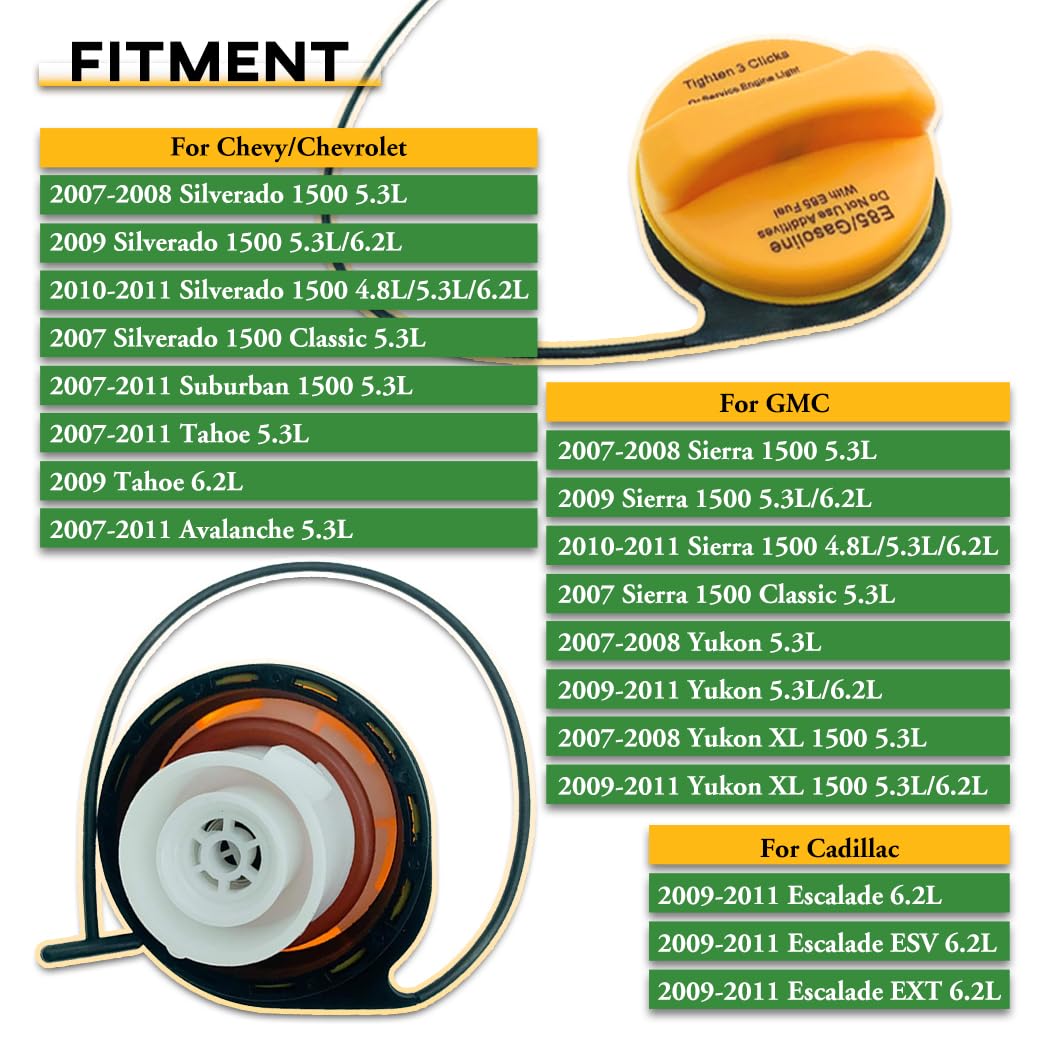 FITMENT
Tighten 3 Clicks
Or Service Engine Light
E85/Gasoline
Do Not Use Additives
With E85 Fuel
For Chevy/Chevrolet
2007-2008 Silverado 1500 5.3L
2009 Silverado 1500 5.3L/6.2L
2010-2011 Silverado 1500 4.8L/5.3L/6.2L
2007 Silverado 1500 Classic 5.3L
2007-2011 Suburban 1500 5.3L
2007-2011 Tahoe 5.3L
2009 Tahoe 6.2L
2007-2011 Avalanche 5.3L
For GMC
2007-2008 Sierra 1500 5.3L
2009 Sierra 1500 5.3L/6.2L
2010-2011 Sierra 1500 4.8L/5.3L/6.2L
2007 Sierra 1500 Classic 5.3L
2007-2008 Yukon 5.3L
2009-2011 Yukon 5.3L/6.2L
2007-2008 Yukon XL 1500 5.3L
2009-2011 Yukon XL 1500 5.3L/6.2L
For Cadillac
2009-2011 Escalade 6.2L
2009-2011 Escalade ESV 6.2L
2009-2011 Escalade EXT 6.2L